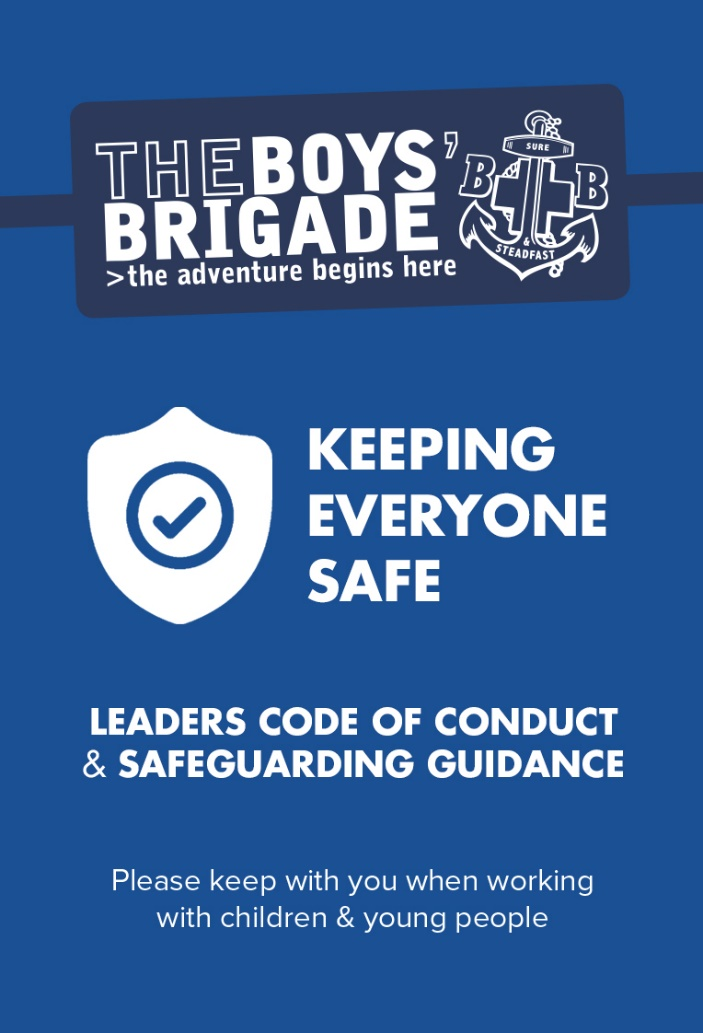 THE BOYS'
BRIGADE
>the adventure begins here
SURE
B B
&
STEADFAST
KEEPING
EVERYONE
SAFE
LEADERS CODE OF CONDUCT
& SAFEGUARDING GUIDANCE
Please keep with you when working
with children & young people